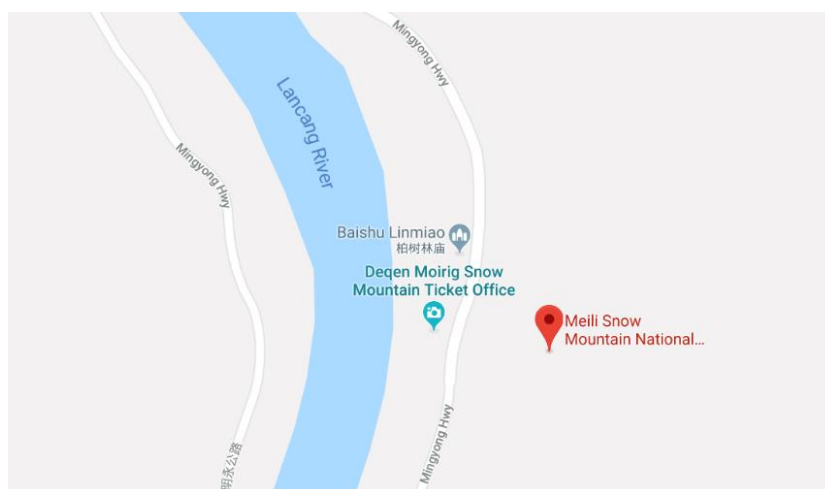 Mingyong Hwy
Lancang River
Mingyong Hwy
Baishu Linmiao
柏树林庙
Deqen Moirig Snow
Mountain Ticket Office
Meili Snow
Mountain National...
Mingyong Hwy
明永公路